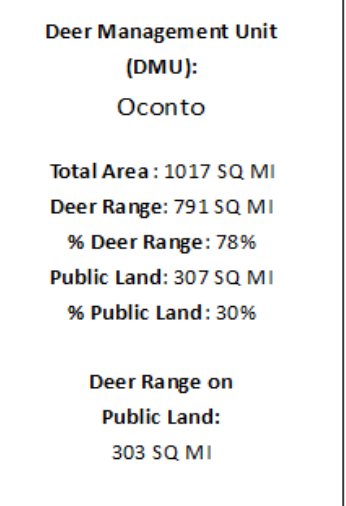 Deer Management Unit
(DMU):
Oconto
Total Area: 1017 SQ MI
Deer Range: 791 SQ MI
% Deer Range: 78%
Public Land: 307 SQ MI
% Public Land: 30%
Deer Range on
Public Land:
303 SQ MI